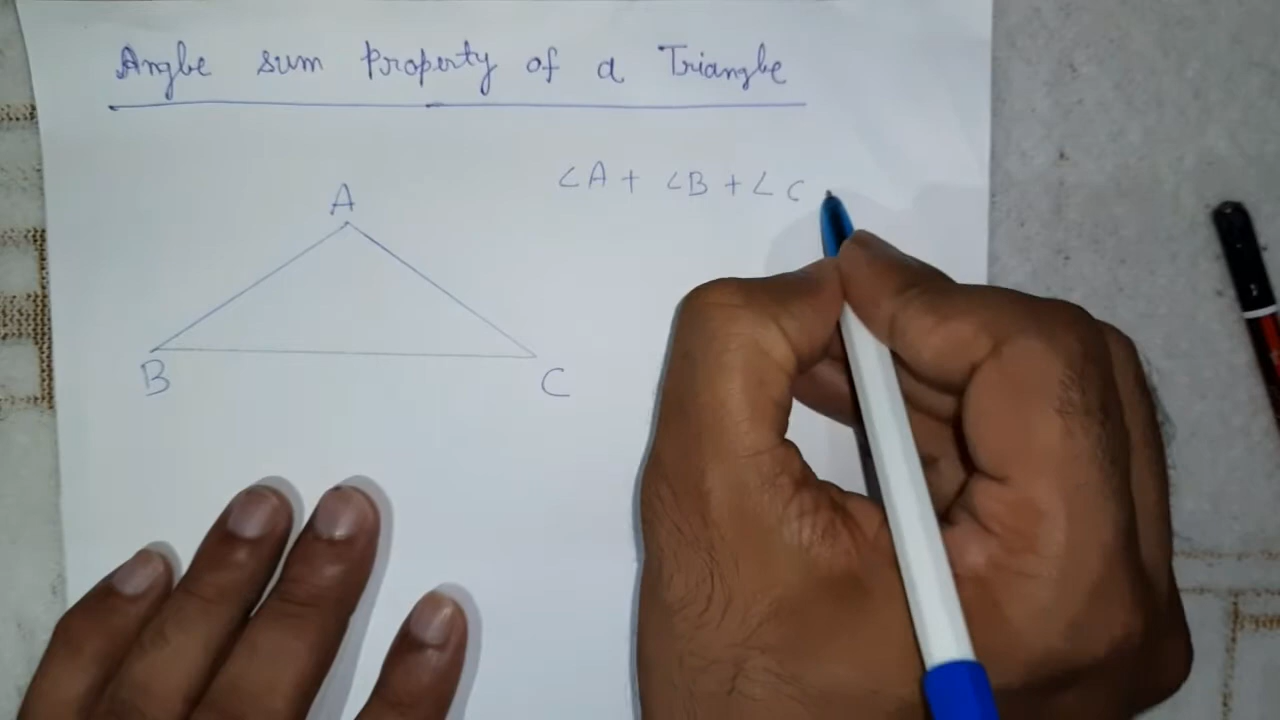 Angle sum Property of a Triangle
∠A + ∠B + ∠C
A
B C